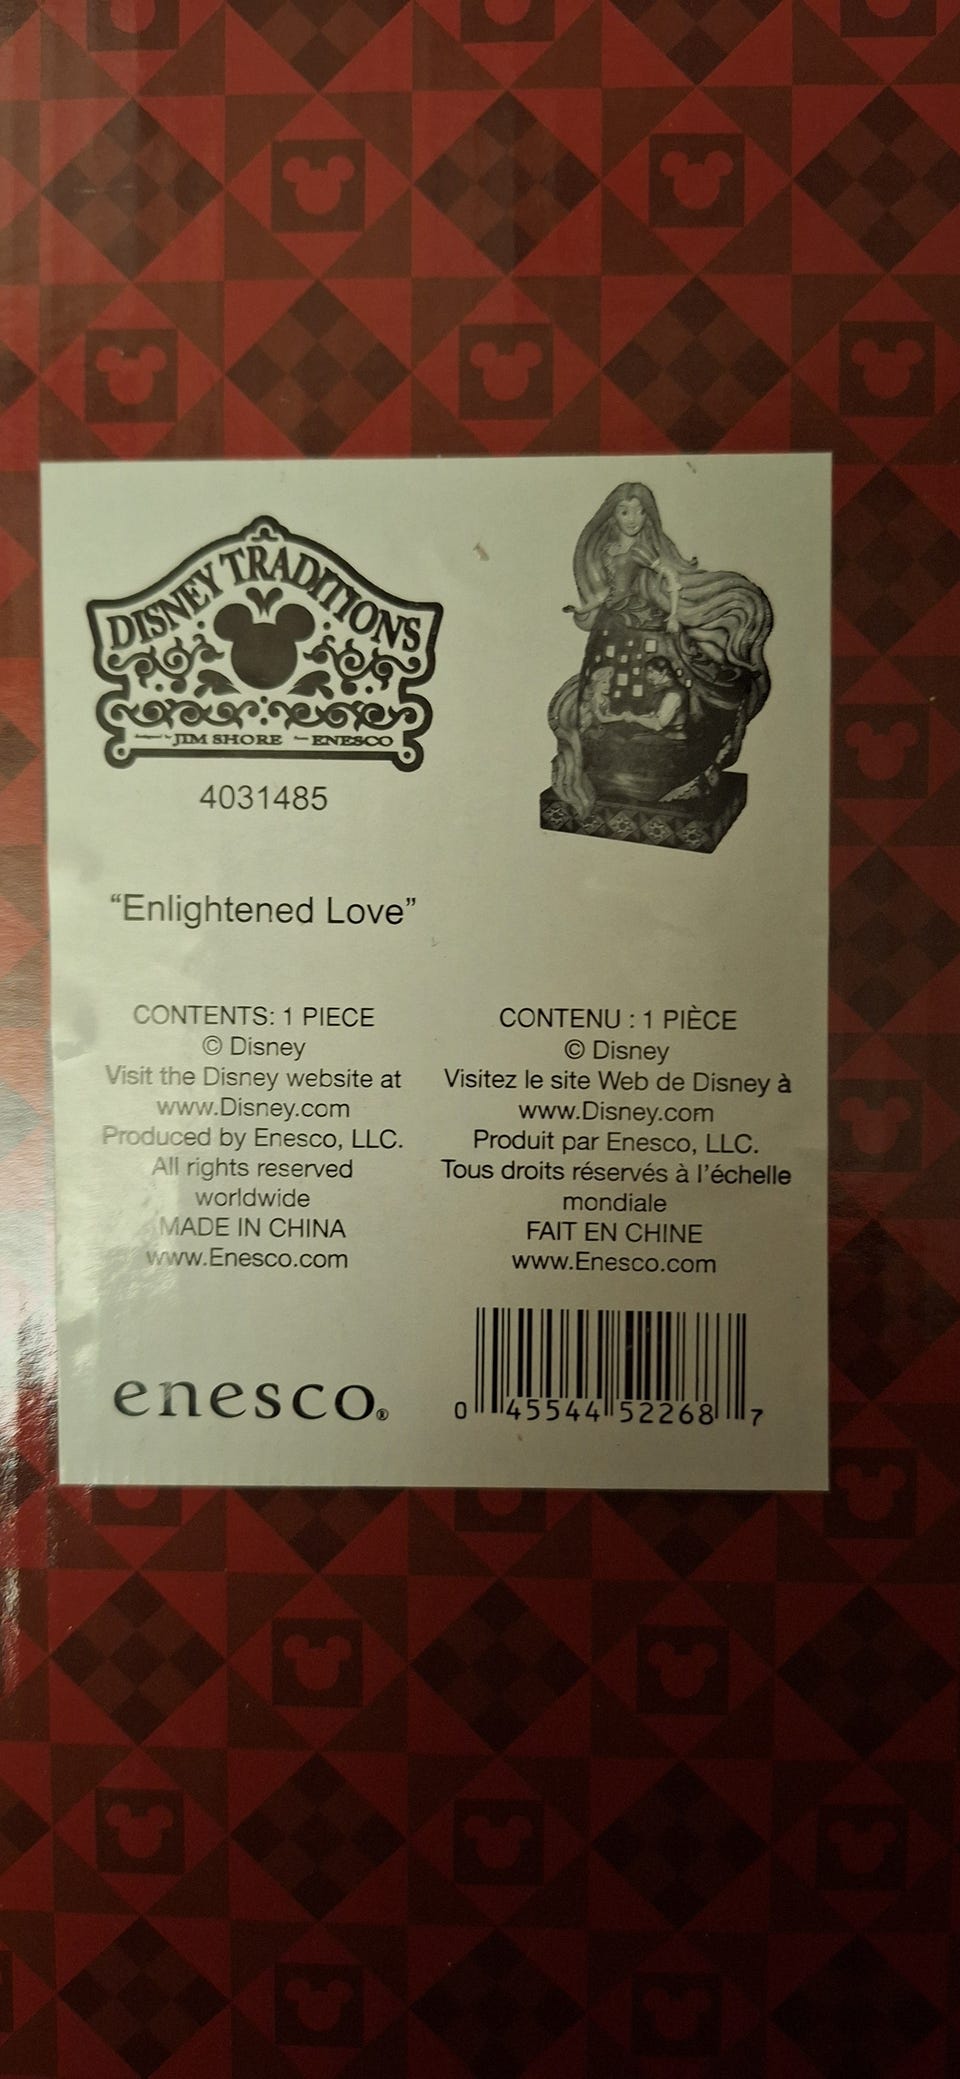 DISNEY TRADITIONS
designed by JIM SHORE from ENESCO
4031485
“Enlightened Love”
CONTENTS: 1 PIECE
© Disney
Visit the Disney website at
www.Disney.com
Produced by Enesco, LLC.
All rights reserved
worldwide
MADE IN CHINA
www.Enesco.com
CONTENU : 1 PIÈCE
© Disney
Visitez le site Web de Disney à
www.Disney.com
Produit par Enesco, LLC.
Tous droits réservés à l’échelle
mondiale
FAIT EN CHINE
www.Enesco.com
enesco®
0 45544 52268 7